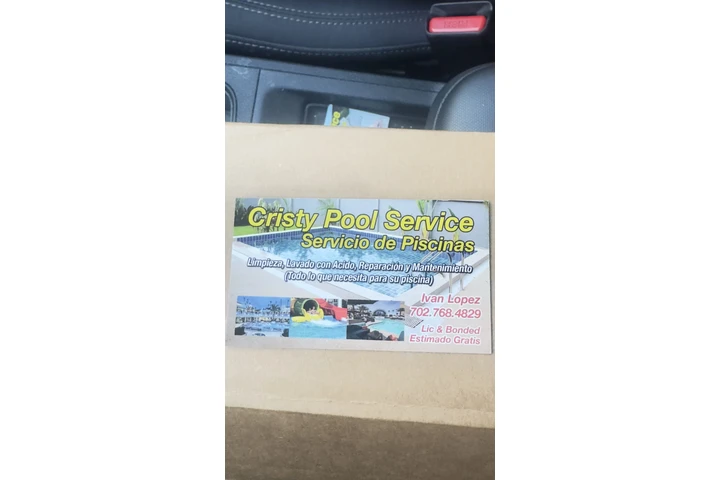 Cristy Pool Service
Servicio de Piscinas
Limpieza, Lavado con Acido, Reparación y Mantenimiento
(Todo lo que necesita para su piscina)
Ivan Lopez
702.768.4829
Lic & Bonded
Estimado Gratis